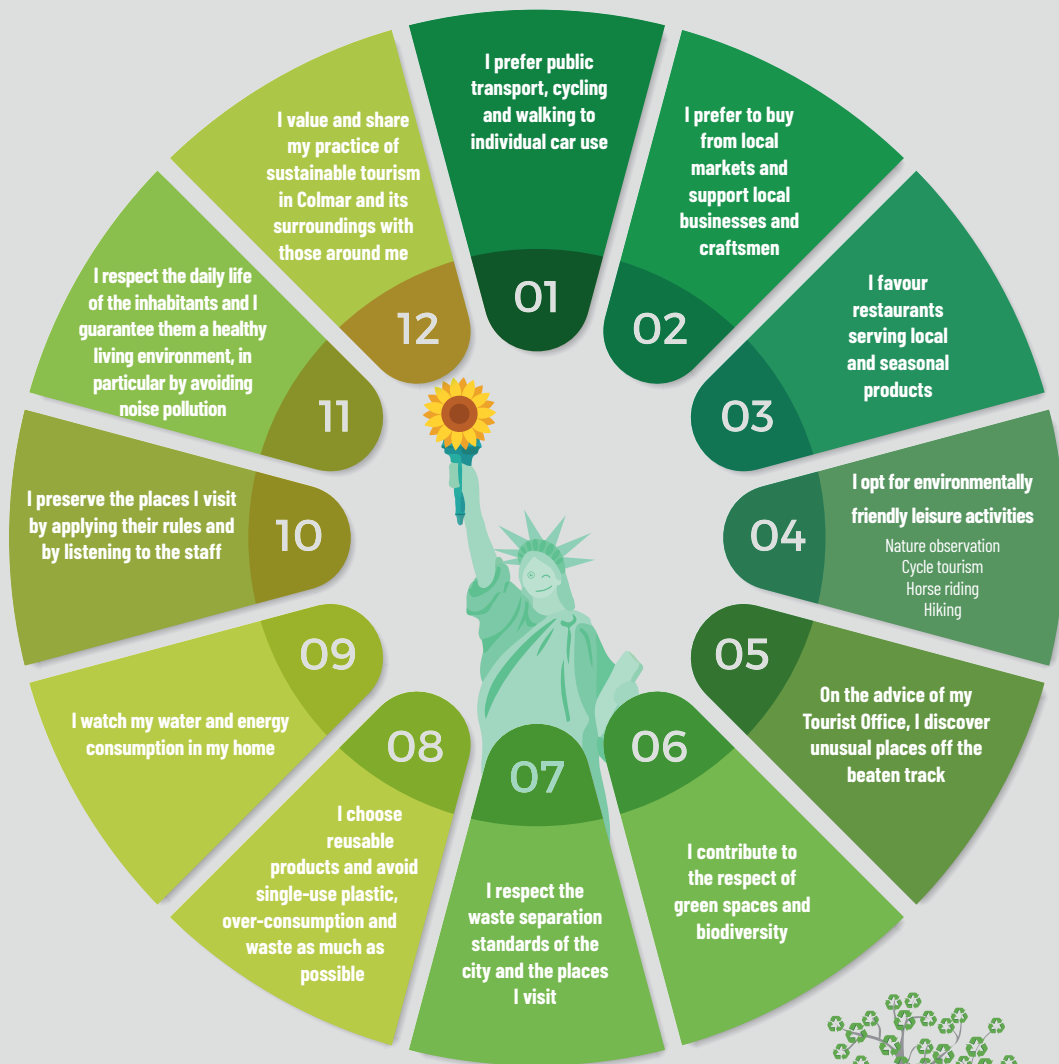 01
I prefer public
transport, cycling
and walking to
individual car use
02
I prefer to buy
from local
markets and
support local
businesses and
craftsmen
03
I favour
restaurants
serving local
and seasonal
products
04
I opt for environmentally
friendly leisure activities
Nature observation
Cycle tourism
Horse riding
Hiking
05
On the advice of my
Tourist Office, I discover
unusual places off the
beaten track
06
I contribute to
the respect of
green spaces and
biodiversity
07
I respect the
waste separation
standards of the
city and the places
I visit
08
I choose
reusable
products and avoid
single-use plastic,
over-consumption and
waste as much as
possible
09
I watch my water and energy
consumption in my home
10
I preserve the places I visit
by applying their rules and
by listening to the staff
11
I respect the daily life
of the inhabitants and I
guarantee them a healthy
living environment, in
particular by avoiding
noise pollution
12
I value and share
my practice of
sustainable tourism
in Colmar and its
surroundings with
those around me